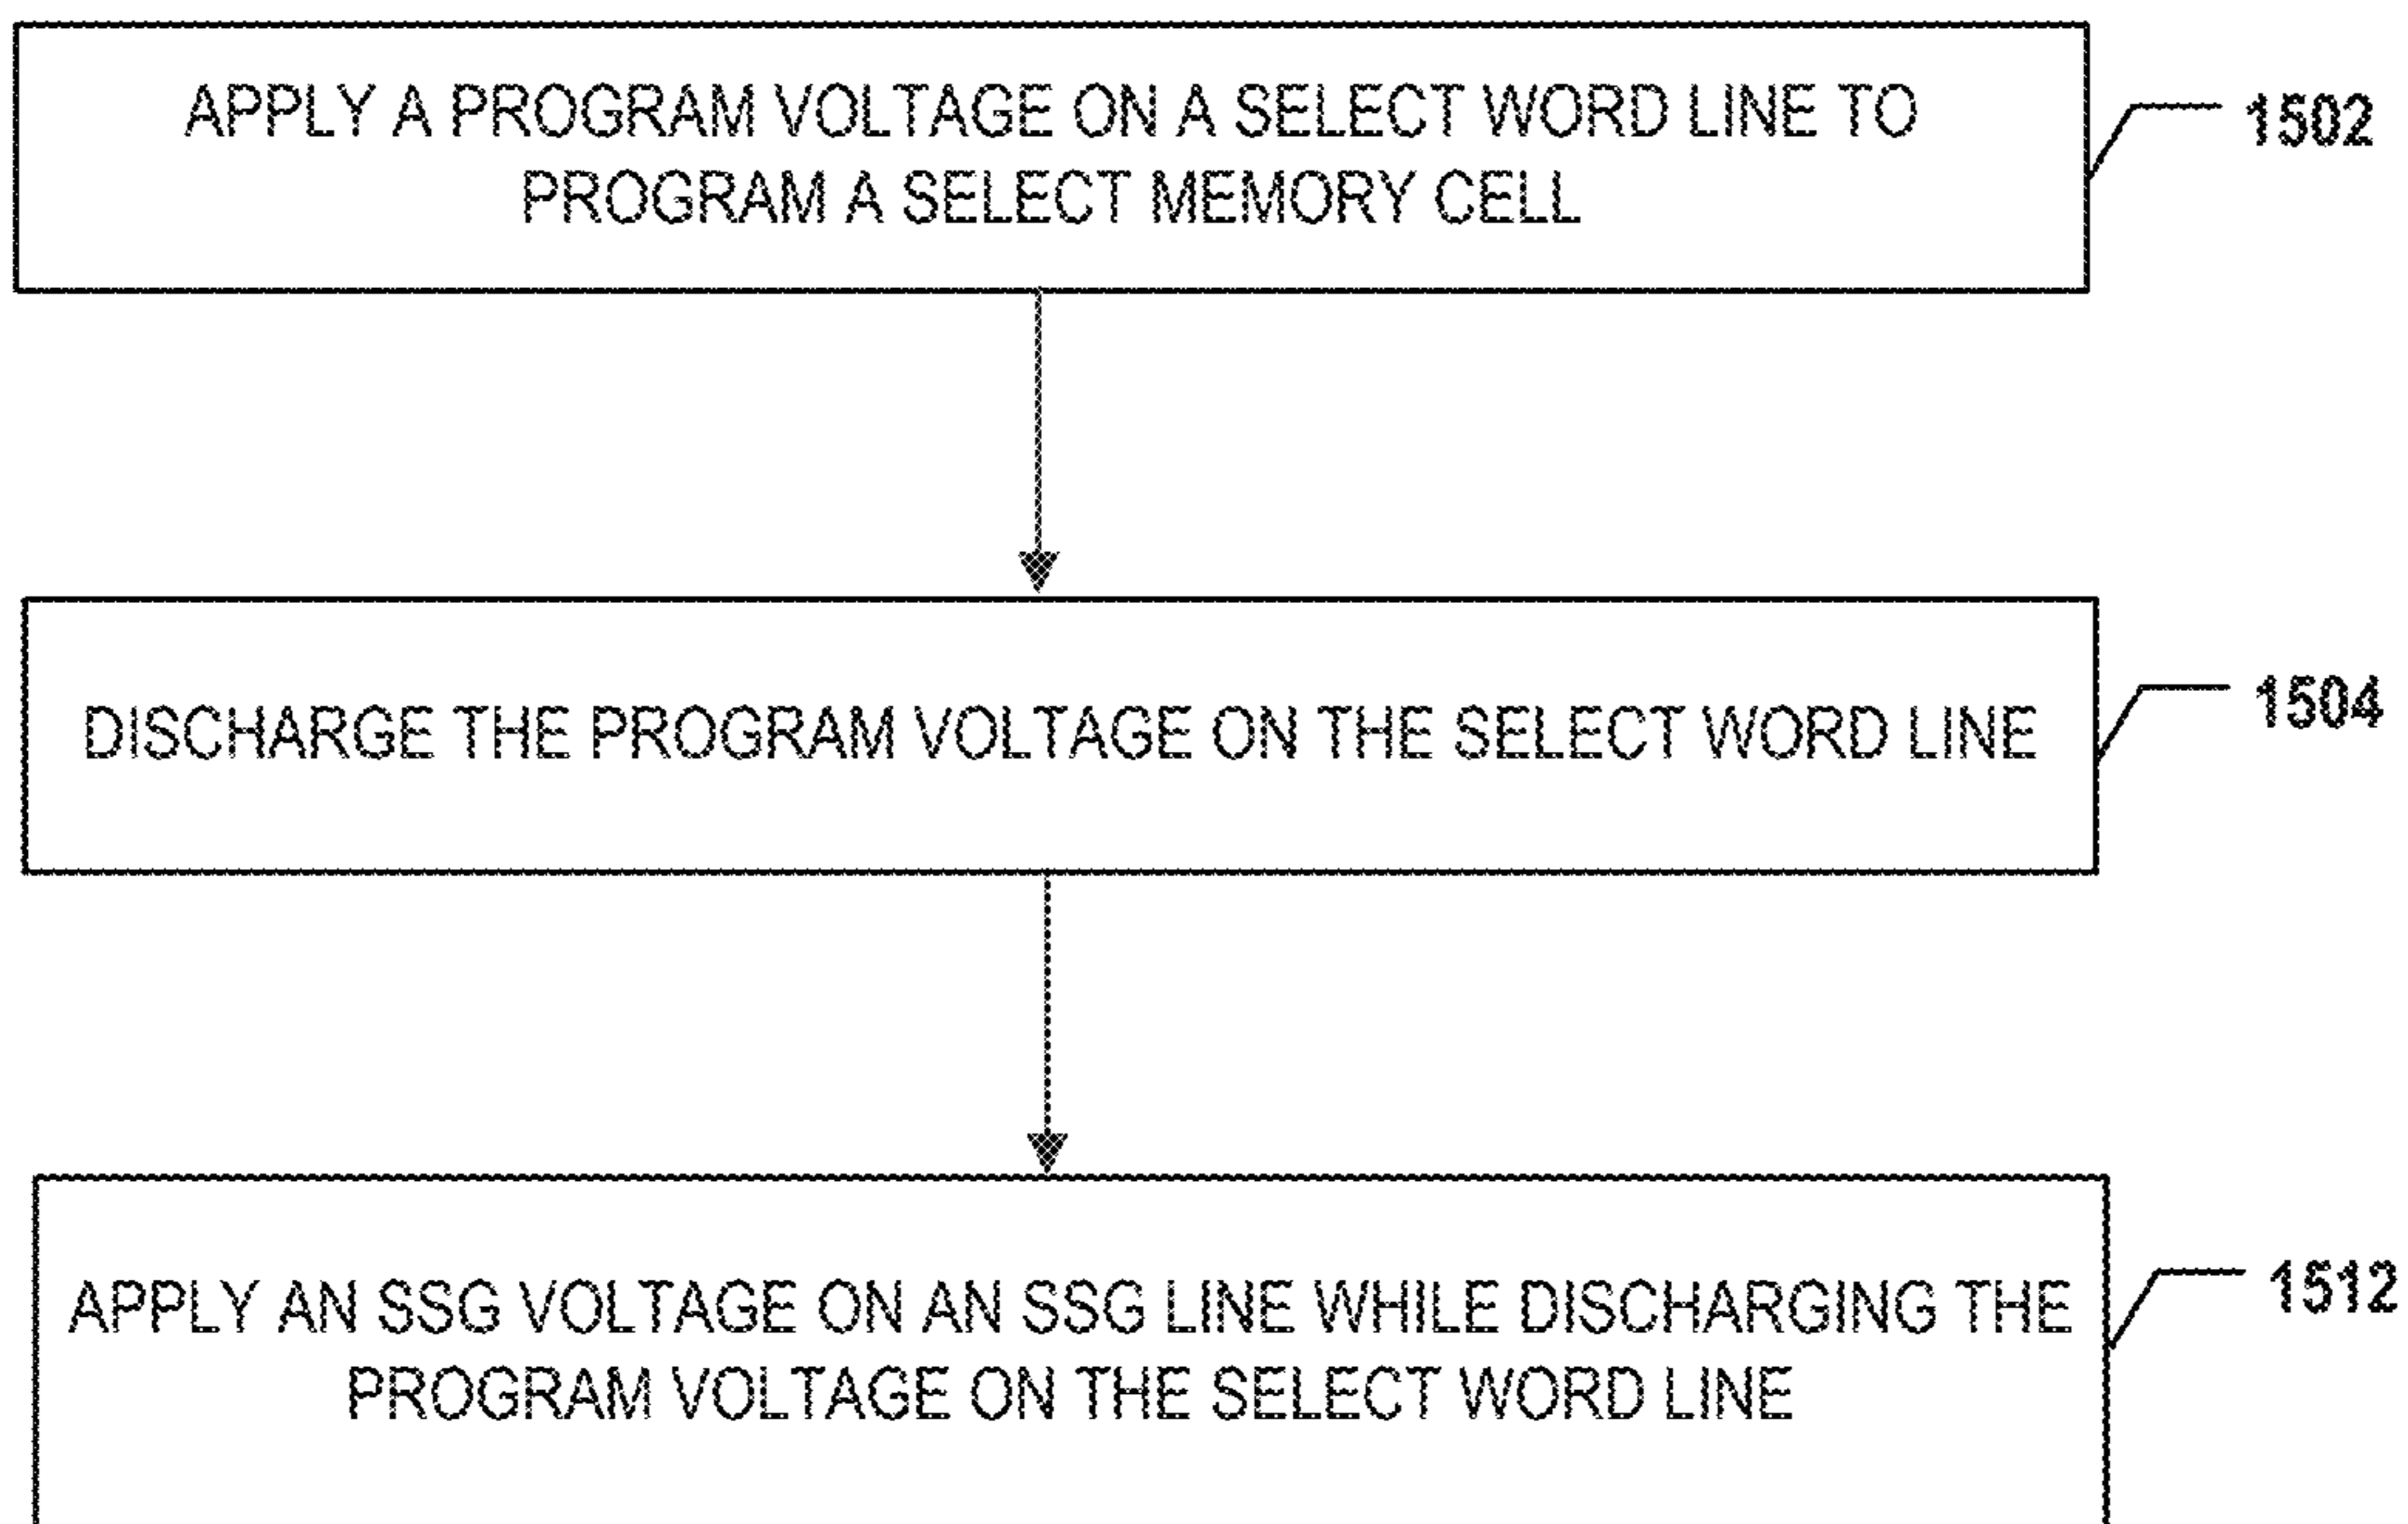 APPLY A PROGRAM VOLTAGE ON A SELECT WORD LINE TO
PROGRAM A SELECT MEMORY CELL
1502
DISCHARGE THE PROGRAM VOLTAGE ON THE SELECT WORD LINE
1504
APPLY AN SSG VOLTAGE ON AN SSG LINE WHILE DISCHARGING THE
PROGRAM VOLTAGE ON THE SELECT WORD LINE
1512